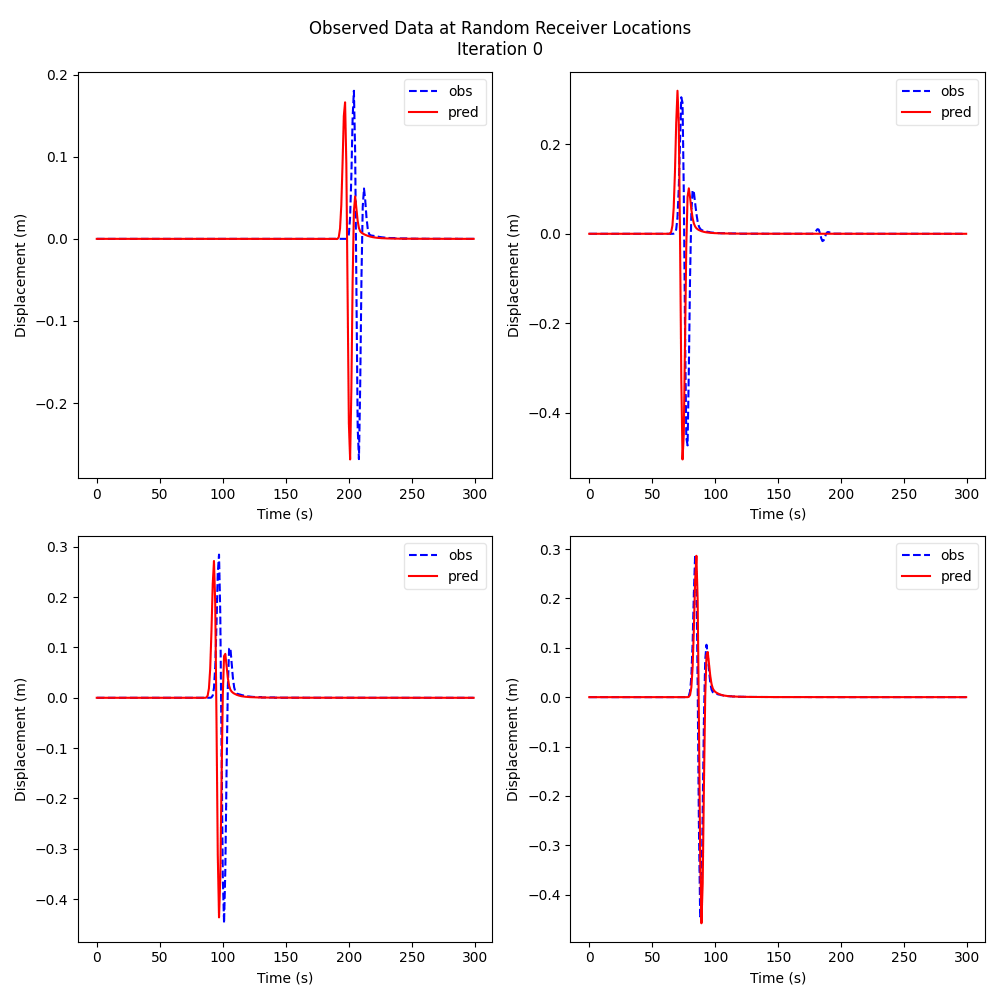 Observed Data at Random Receiver Locations
Iteration 0
0.2
0.1
0.0
−0.1
−0.2
Displacement (m)
0 50 100 150 200 250 300
Time (s)
obs
pred
0.2
0.0
−0.2
−0.4
Displacement (m)
0 50 100 150 200 250 300
Time (s)
obs
pred
0.3
0.2
0.1
0.0
−0.1
−0.2
−0.3
−0.4
Displacement (m)
0 50 100 150 200 250 300
Time (s)
obs
pred
0.3
0.2
0.1
0.0
−0.1
−0.2
−0.3
−0.4
Displacement (m)
0 50 100 150 200 250 300
Time (s)
obs
pred